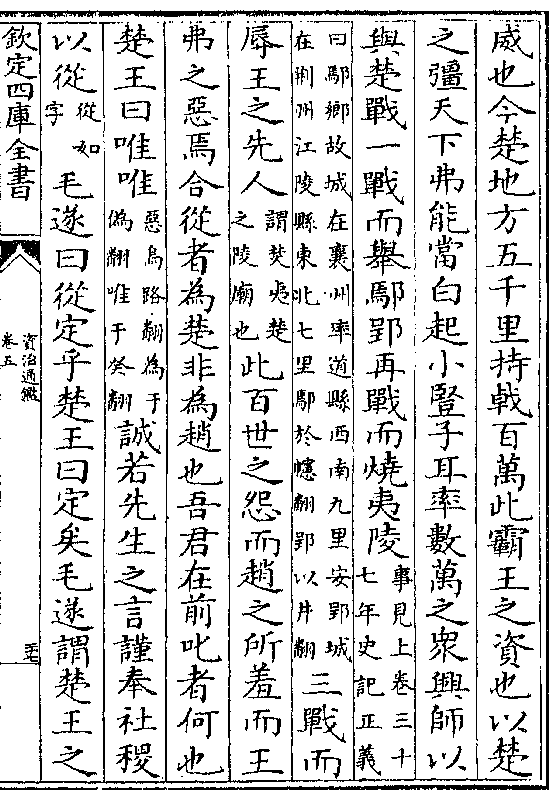 威也今楚地方五千里持戟百萬此霸王之資也以楚
之彊天下弗能當白起小豎子耳率數萬之衆興師以
與楚戰一戰而舉鄢郢再戰而燒夷陵事見上卷三十七年史記正義
曰鄢鄉故城在襄州率道縣西南九里安郢城在荆州江陵縣東北七里鄢於幰翻郢以井翻三戰而
辱王之先人謂焚夷楚之陵廟也此百世之怨而趙之所羞而王
弗之惡焉合從者為楚非為趙也吾君在前叱者何也
楚王曰唯唯惡烏路翻為于偽翻唯于癸翻誠若先生之言謹奉社稷
以從從如字毛遂曰從定乎楚王曰定矣毛遂謂楚王之
欽定四庫全書
資治通鑑
卷五